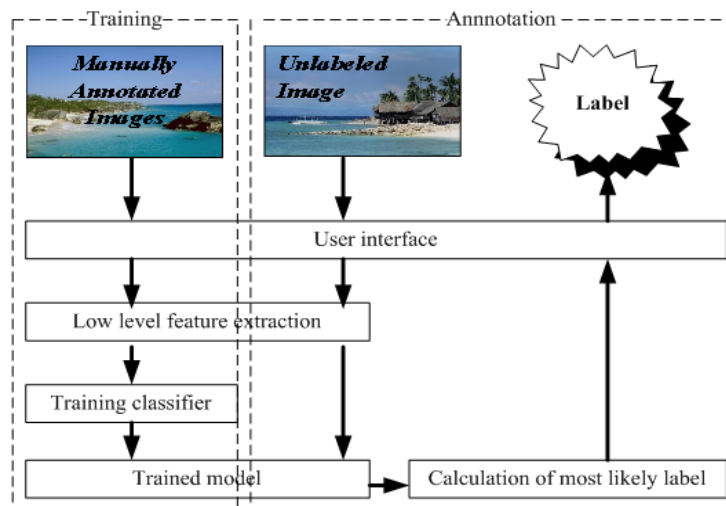 Training
Annnotation
Manually
Annotated
Images
Unlabeled
Image
Label
User interface
Low level feature extraction
Training classifier
Trained model
Calculation of most likely label